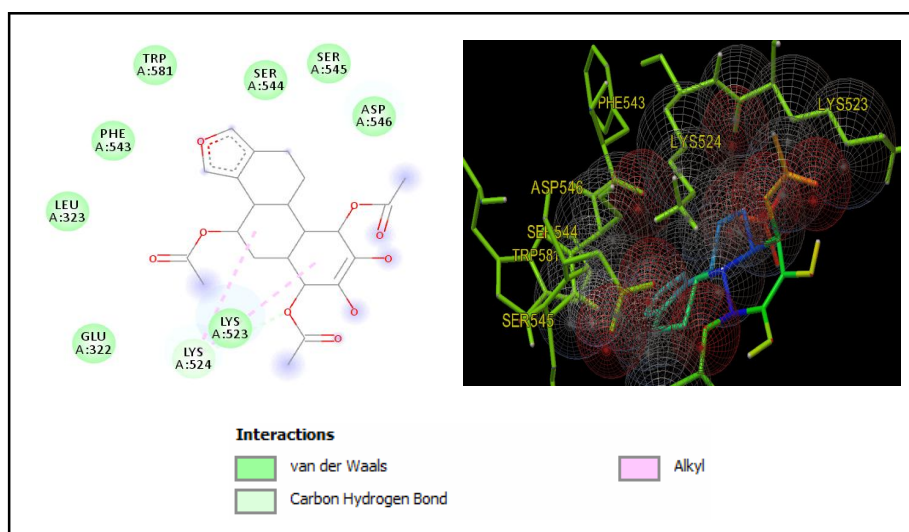 TRP
A:581
SER
A:544
SER
A:545
ASP
A:546
PHE
A:543
LEU
A:323
GLU
A:322
LYS
A:523
LYS
A:524
O
O
O
O
O
O
O
O
O
PHE543
LYS523
LYS524
ASP546
SER544
TRP581
SER545
Interactions
van der Waals
Carbon Hydrogen Bond
Alkyl